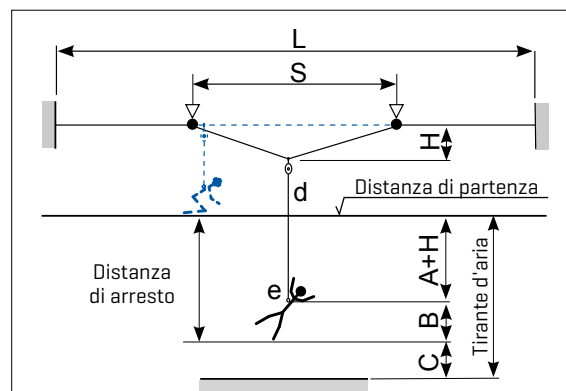 L
S
H
d
Distanza di partenza
Distanza
di arresto
A+H
e
B
C
Tirante d'aria